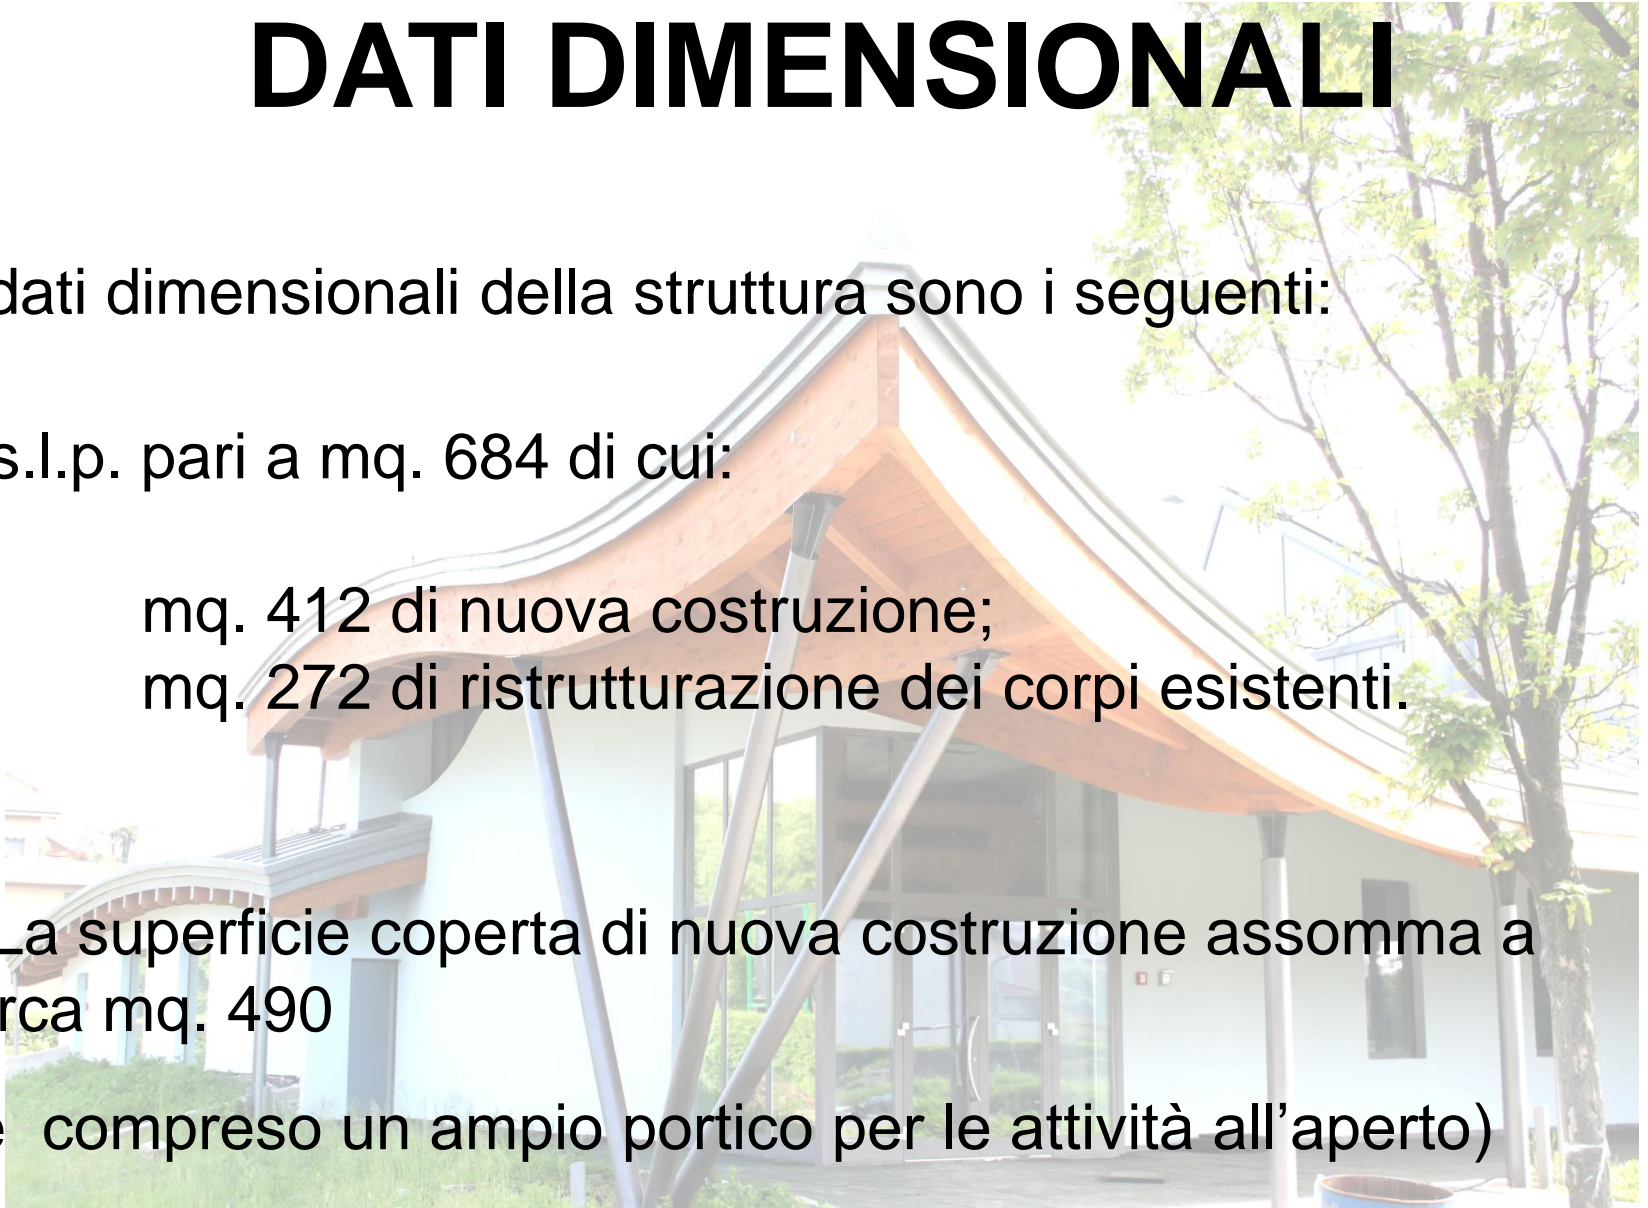 DATI DIMENSIONALI
dati dimensionali della struttura sono i seguenti:
s.l.p. pari a mq. 684 di cui:
mq. 412 di nuova costruzione;
mq. 272 di ristrutturazione dei corpi esistenti.
La superficie coperta di nuova costruzione assomma a
rca mq. 490
compreso un ampio portico per le attività all’aperto)